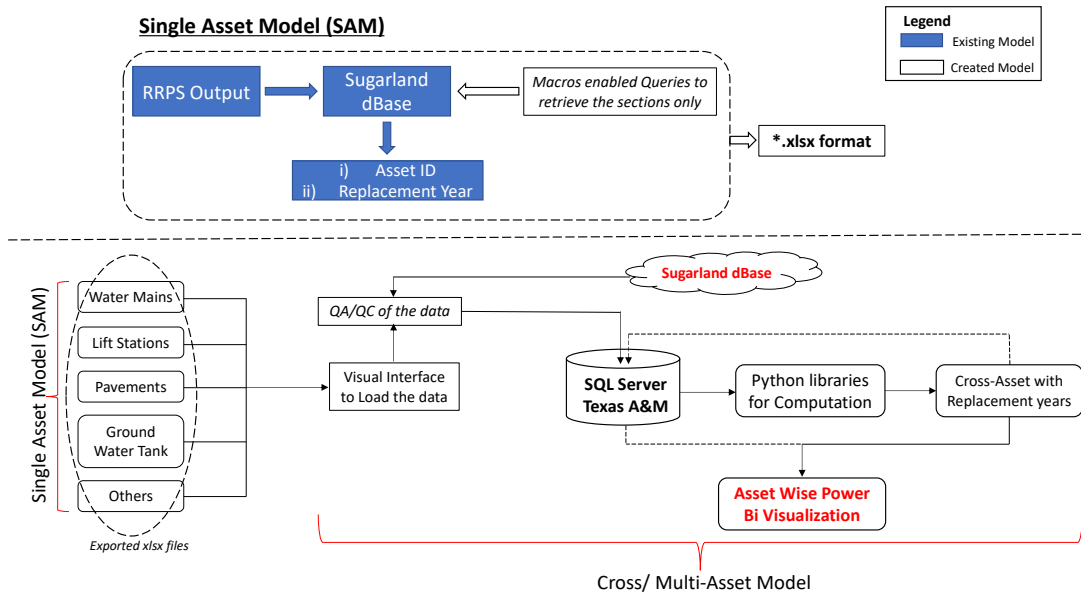 Single Asset Model (SAM)
Legend
Existing Model
Created Model
RRPS Output
Sugarland
dBase
Macros enabled Queries to
retrieve the sections only
*.xlsx format
i) Asset ID
ii) Replacement Year
Single Asset Model (SAM)
Water Mains
Lift Stations
Pavements
Ground
Water Tank
Others
Exported xlsx files
Sugarland dBase
QA/QC of the data
Visual Interface
to Load the data
SQL Server
Texas A&M
Python libraries
for Computation
Cross-Asset with
Replacement years
Asset Wise Power
Bi Visualization
Cross/ Multi-Asset Model